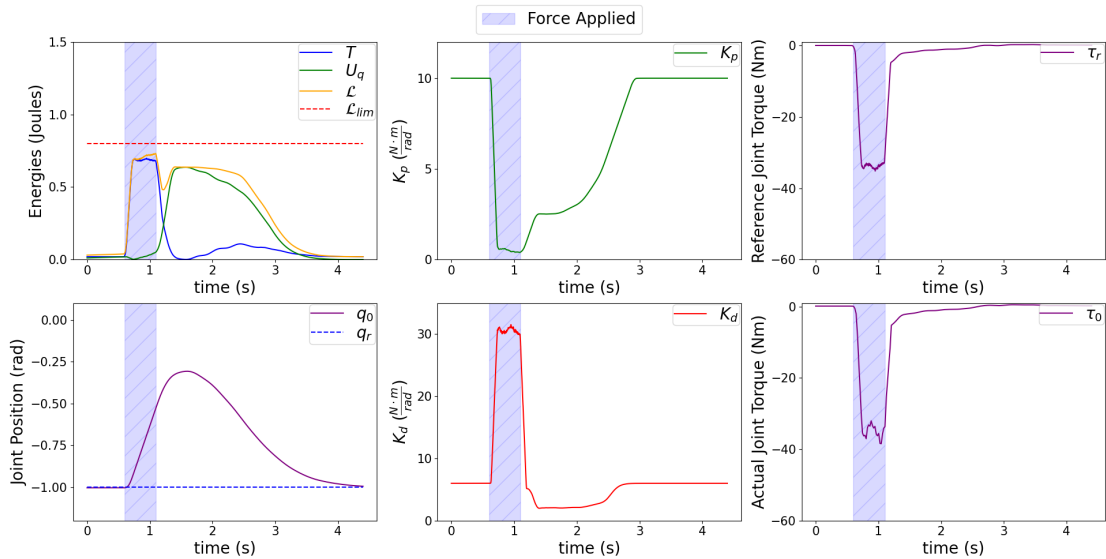 Force Applied
Energies (Joules)
1.5
1.0
0.5
0.0
T
U_q
ℒ
ℒ_lim
0 1 2 3 4
time (s)
K_p (N·m/rad)
10
5
0
K_p
0 1 2 3 4
time (s)
Reference Joint Torque (Nm)
0
−20
−40
−60
τ_r
0 1 2 3 4
time (s)
Joint Position (rad)
0.00
−0.25
−0.50
−0.75
−1.00
q_0
q_r
0 1 2 3 4
time (s)
K_d (N·m/rad)
30
20
10
0
K_d
0 1 2 3 4
time (s)
Actual Joint Torque (Nm)
0
−20
−40
−60
τ_0
0 1 2 3 4
time (s)